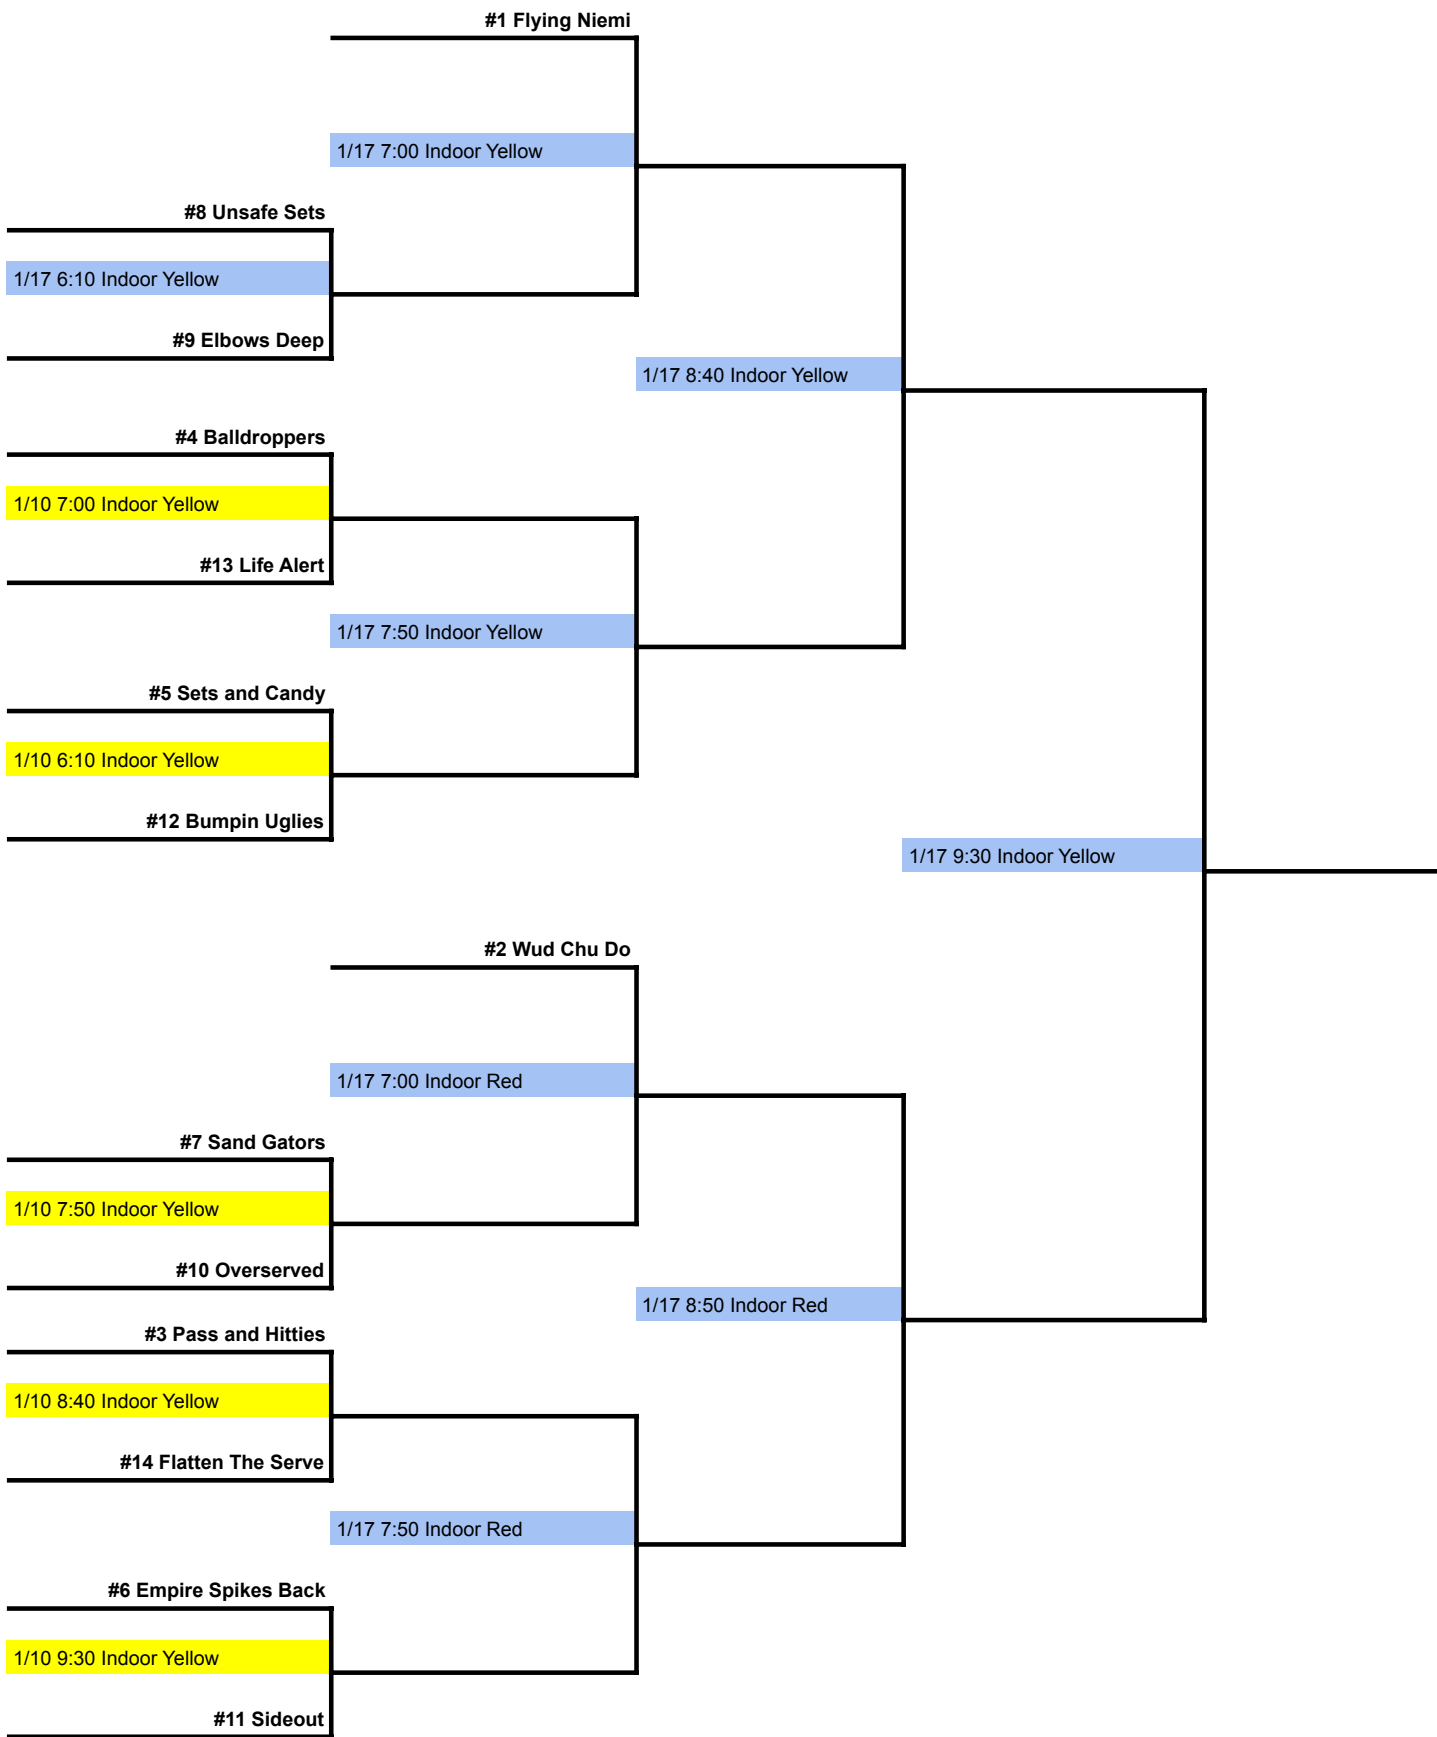 #1 Flying Niemi
1/17 7:00 Indoor Yellow
#8 Unsafe Sets
1/17 6:10 Indoor Yellow
#9 Elbows Deep
1/17 8:40 Indoor Yellow
#4 Balldroppers
1/10 7:00 Indoor Yellow
#13 Life Alert
1/17 7:50 Indoor Yellow
#5 Sets and Candy
1/10 6:10 Indoor Yellow
#12 Bumpin Uglies
1/17 9:30 Indoor Yellow
#2 Wud Chu Do
1/17 7:00 Indoor Red
#7 Sand Gators
1/10 7:50 Indoor Yellow
#10 Overserved
1/17 8:50 Indoor Red
#3 Pass and Hitties
1/10 8:40 Indoor Yellow
#14 Flatten The Serve
1/17 7:50 Indoor Red
#6 Empire Spikes Back
1/10 9:30 Indoor Yellow
#11 Sideout